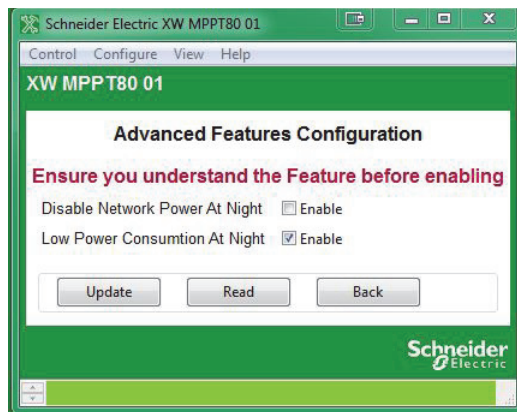 Schneider Electric XW MPPT80 01
Control Configure View Help
XW MPPT80 01
Advanced Features Configuration
Ensure you understand the Feature before enabling
Disable Network Power At Night Enable
Low Power Consumtion At Night Enable
Update Read Back
Schneider
Electric